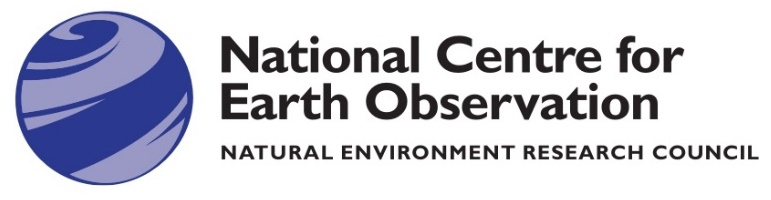 National Centre for
Earth Observation
NATURAL ENVIRONMENT RESEARCH COUNCIL